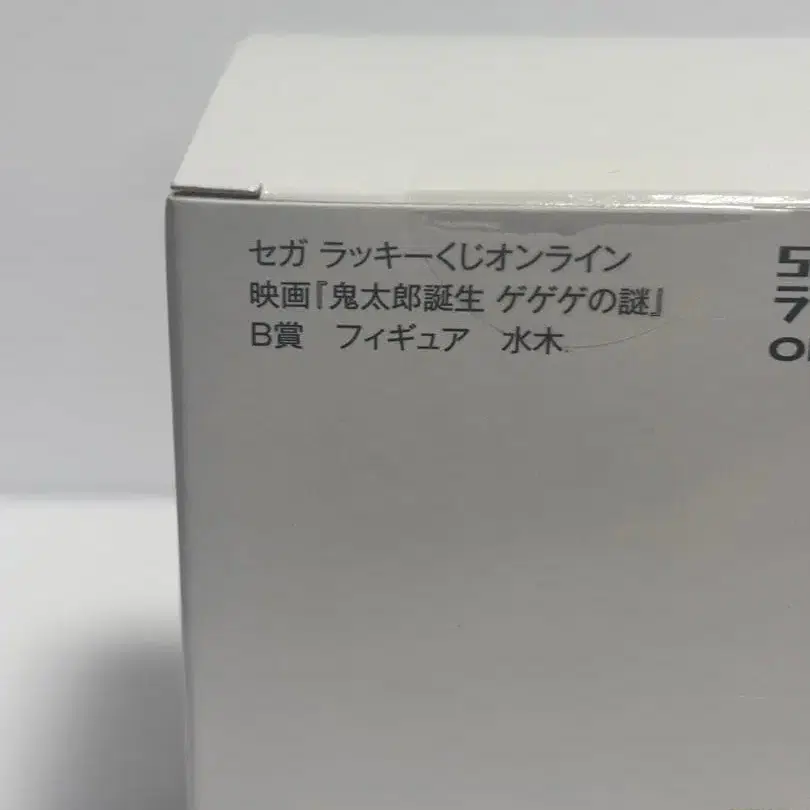 セガ ラッキーくじオンライン
映画『鬼太郎誕生 ゲゲゲの謎』
B賞　フィギュア　水木